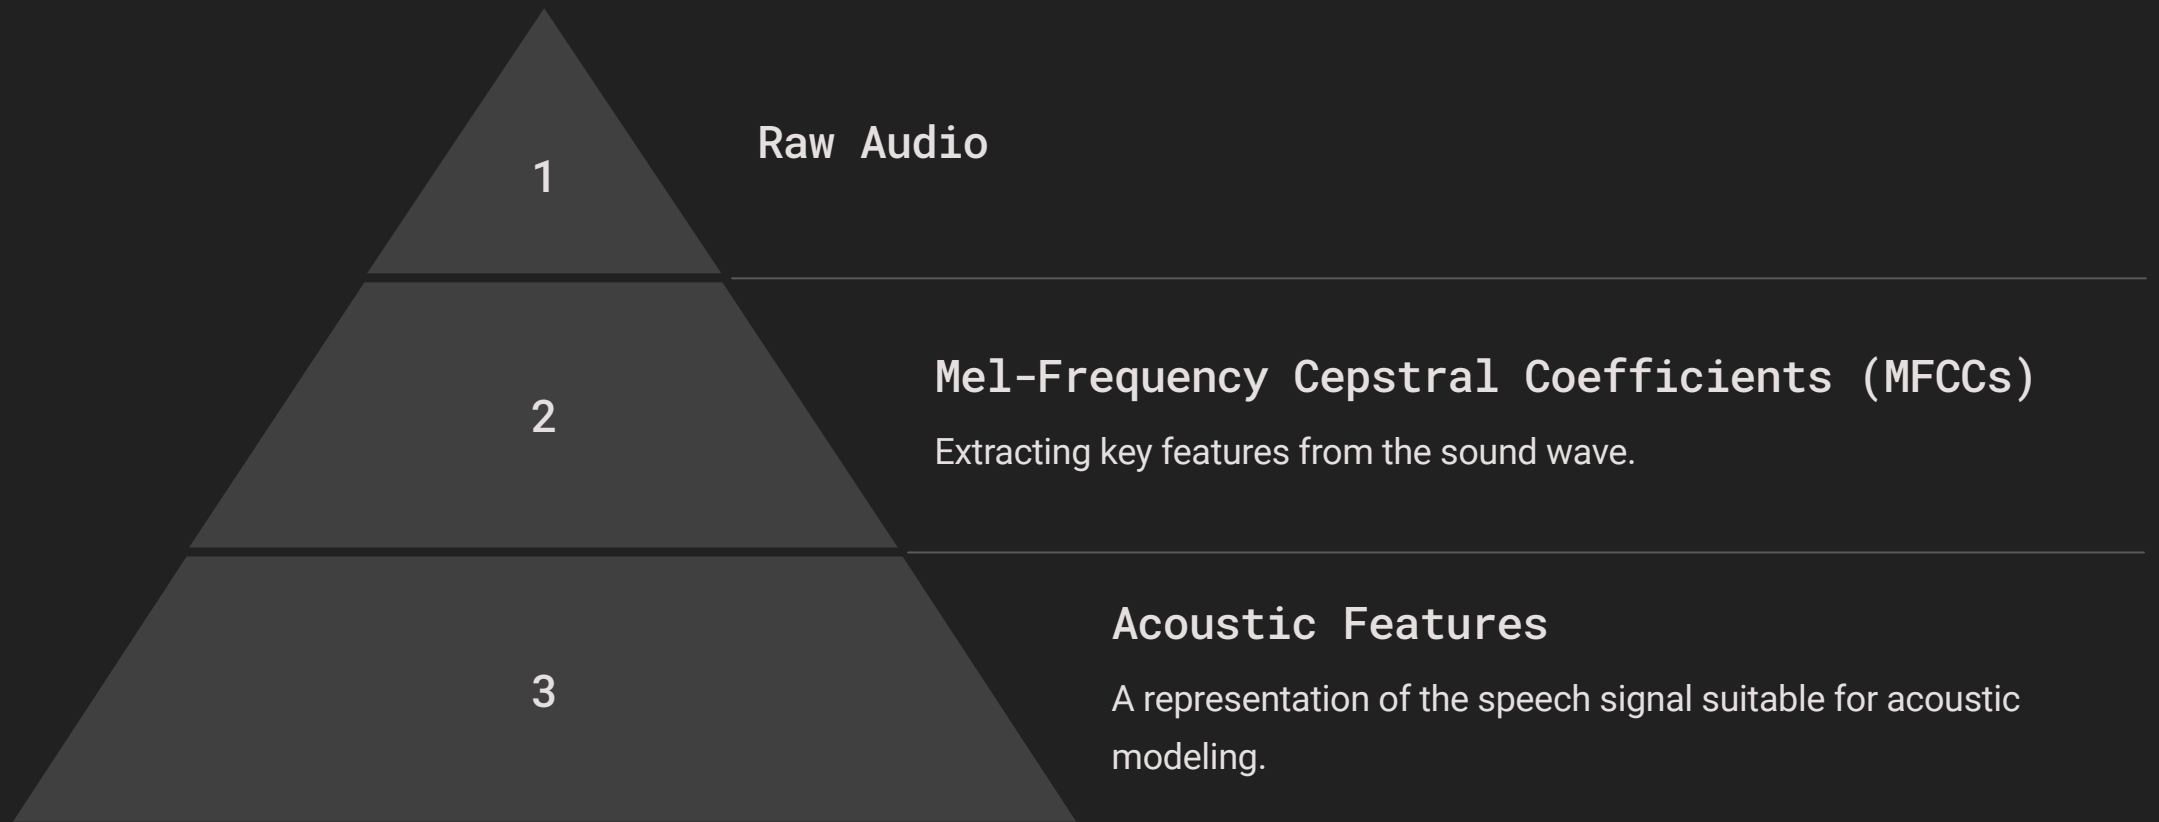 1
Raw Audio
2
Mel-Frequency Cepstral Coefficients (MFCCs)
Extracting key features from the sound wave.
3
Acoustic Features
A representation of the speech signal suitable for acoustic
modeling.